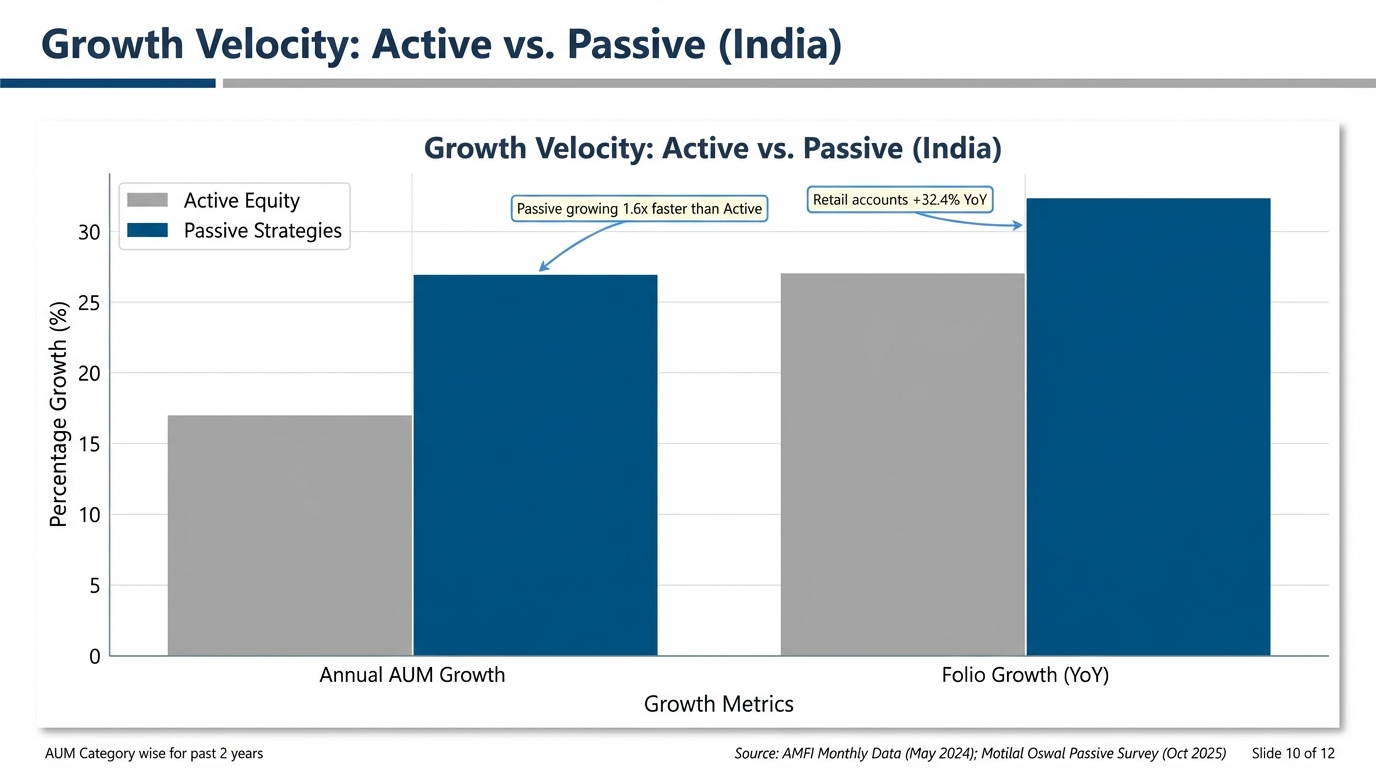 Growth Velocity: Active vs. Passive (India)
Growth Velocity: Active vs. Passive (India)
Active Equity
Passive Strategies
Passive growing 1.6x faster than Active
Retail accounts +32.4% YoY
Percentage Growth (%)
30
25
20
15
10
5
0
Annual AUM Growth
Folio Growth (YoY)
Growth Metrics
AUM Category wise for past 2 years
Source: AMFI Monthly Data (May 2024); Motilal Oswal Passive Survey (Oct 2025)
Slide 10 of 12